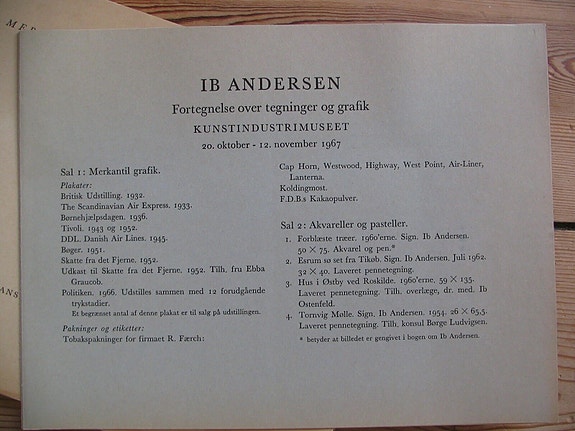 IB ANDERSEN
Fortegnelse over tegninger og grafik
KUNSTINDUSTRIMUSEET
20. oktober - 12. november 1967
Sal 1: Merkantil grafik.
Plakater:
Britisk Udstilling. 1932.
The Scandinavian Air Express. 1933.
Børnehjælpsdagen. 1936.
Tivoli. 1943 og 1952.
DDL. Danish Air Lines. 1945.
Bøger. 1951.
Skatte fra det Fjerne. 1952.
Udkast til Skatte fra det Fjerne. 1952. Tilh. fru Ebba
Graucob.
Politiken. 1966. Udstilles sammen med 12 forudgående
trykstadier.
Et begrænset antal af denne plakat er til salg på udstillingen.
Pakninger og etiketter:
Tobakspakninger for firmaet R. Færch:
Cap Horn, Westwood, Highway, West Point, Air-Liner,
Lanterna.
Koldingmost.
F.D.B.s Kakaopulver.
Sal 2: Akvareller og pasteller.
1. Forblæste træer. 1960'erne. Sign. Ib Andersen.
50 × 75. Akvarel og pen.*
2. Esrum sø set fra Tikøb. Sign. Ib Andersen. Juli 1962.
32 × 40. Laveret pennetegning.
3. Hus i Østby ved Roskilde. 1960'erne. 59 × 135.
Laveret pennetegning. Tilh. overlæge, dr. med. Ib
Ostenfeld.
4. Tornvig Mølle. Sign. Ib Andersen. 1954. 26 × 65,5.
Laveret pennetegning. Tilh. konsul Børge Ludvigsen.
* betyder at billedet er gengivet i bogen om Ib Andersen.